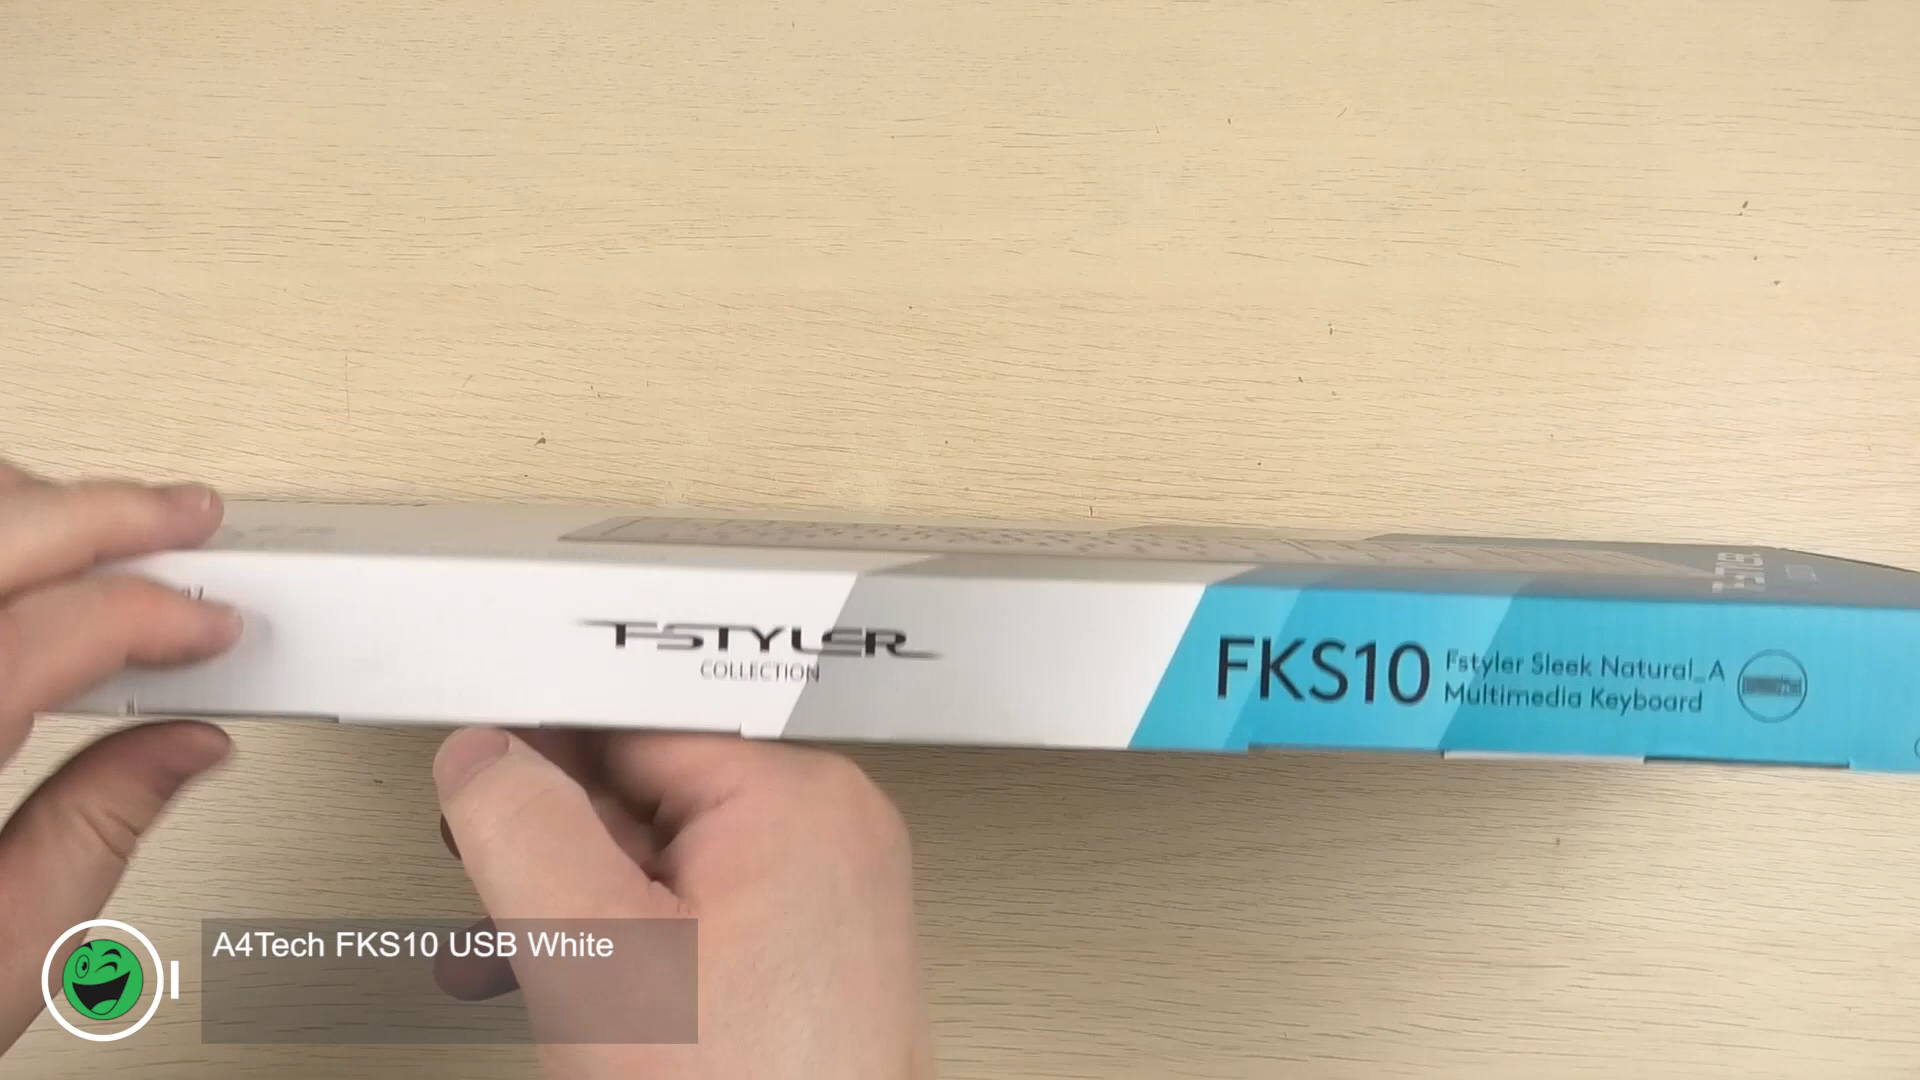 FSTYLER
COLLECTION
FKS10
Fstyler Sleek Natural_A
Multimedia Keyboard
A4Tech FKS10 USB White